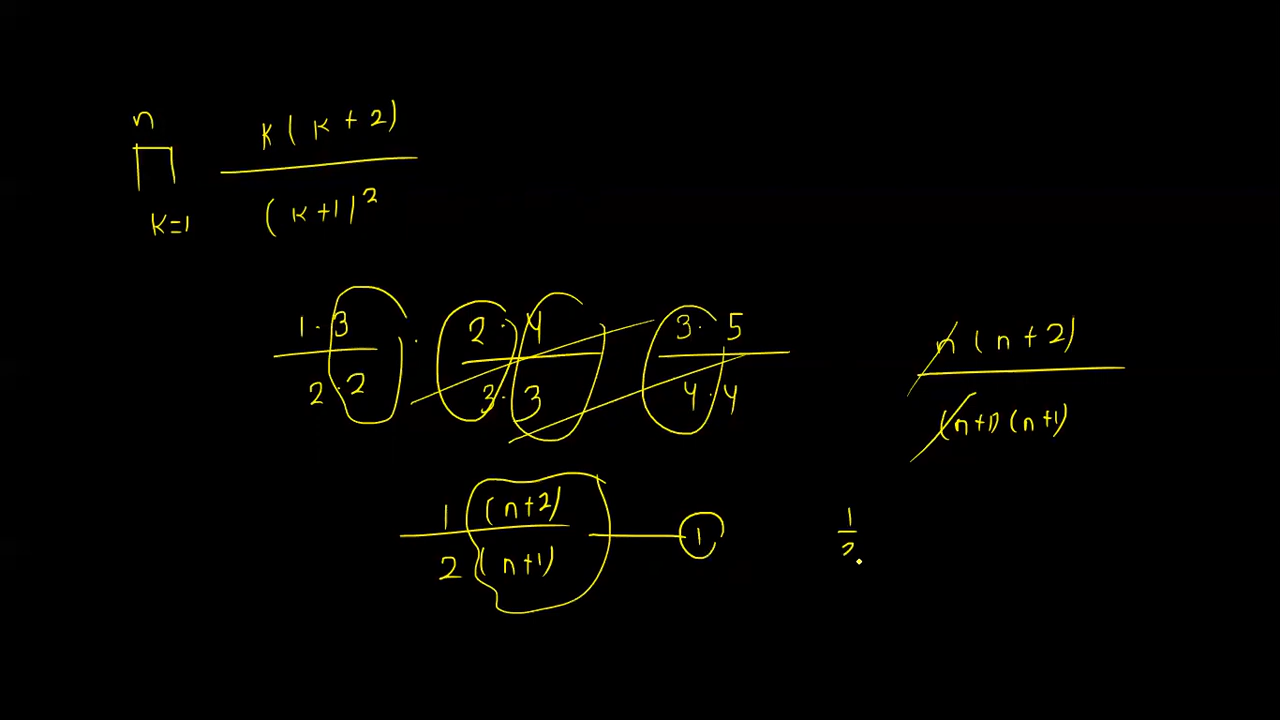 n
∏ k(k+2)
k=1 (k+1)²
1·3 · 2·4 3·5 n(n+2)
2·2 3·3 4·4 (n+1)(n+1)
1 (n+2) 1 1
2 (n+1) 2